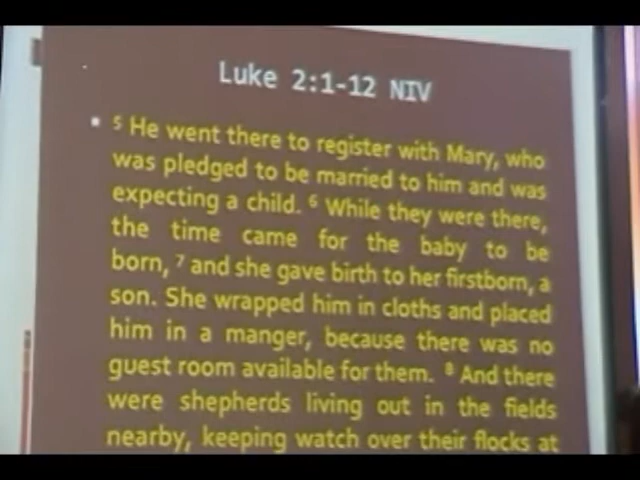 Luke 2:1-12 NIV
▪ ⁵ He went there to register with Mary, who
was pledged to be married to him and was
expecting a child. ⁶ While they were there,
the time came for the baby to be
born, ⁷ and she gave birth to her firstborn, a
son. She wrapped him in cloths and placed
him in a manger, because there was no
guest room available for them. ⁸ And there
were shepherds living out in the fields
nearby, keeping watch over their flocks at